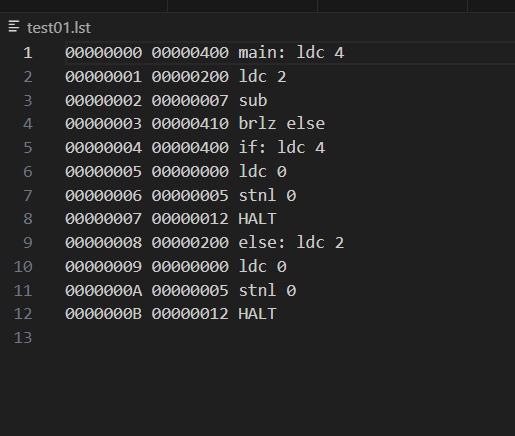 test01.lst
1 00000000 00000400 main: ldc 4
2 00000001 00000200 ldc 2
3 00000002 00000007 sub
4 00000003 00000410 brlz else
5 00000004 00000400 if: ldc 4
6 00000005 00000000 ldc 0
7 00000006 00000005 stnl 0
8 00000007 00000012 HALT
9 00000008 00000200 else: ldc 2
10 00000009 00000000 ldc 0
11 0000000A 00000005 stnl 0
12 0000000B 00000012 HALT
13